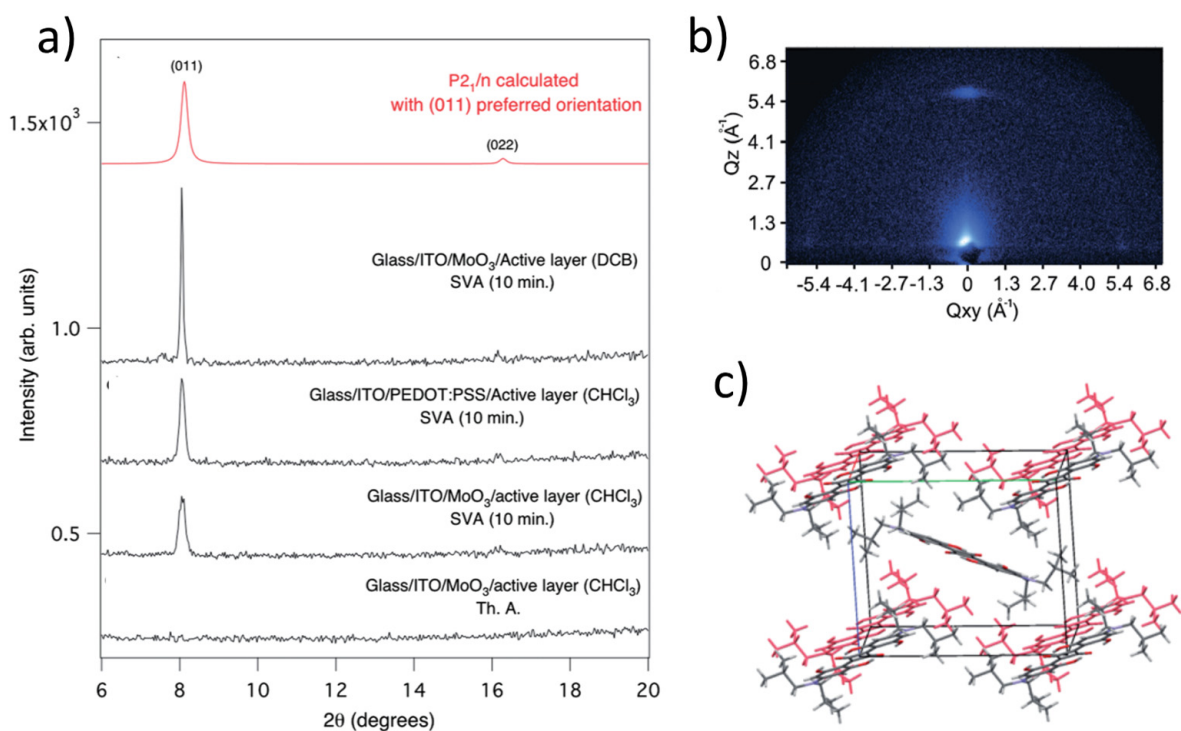 a)
(011)
P2₁/n calculated
with (011) preferred orientation
1.5x10³
(022)
Glass/ITO/MoO₃/Active layer (DCB)
SVA (10 min.)
1.0
Glass/ITO/PEDOT:PSS/Active layer (CHCl₃)
SVA (10 min.)
Glass/ITO/MoO₃/active layer (CHCl₃)
SVA (10 min.)
0.5
Glass/ITO/MoO₃/active layer (CHCl₃)
Th. A.
Intensity (arb. units)
6 8 10 12 14 16 18 20
2θ (degrees)
b)
Qz (Å⁻¹)
5.4
4.1
2.7
1.3
0
-5.4 -4.1 -2.7 -1.3 0 1.3 2.7 4.0 5.4 6.8
Qxy (Å⁻¹)
c)